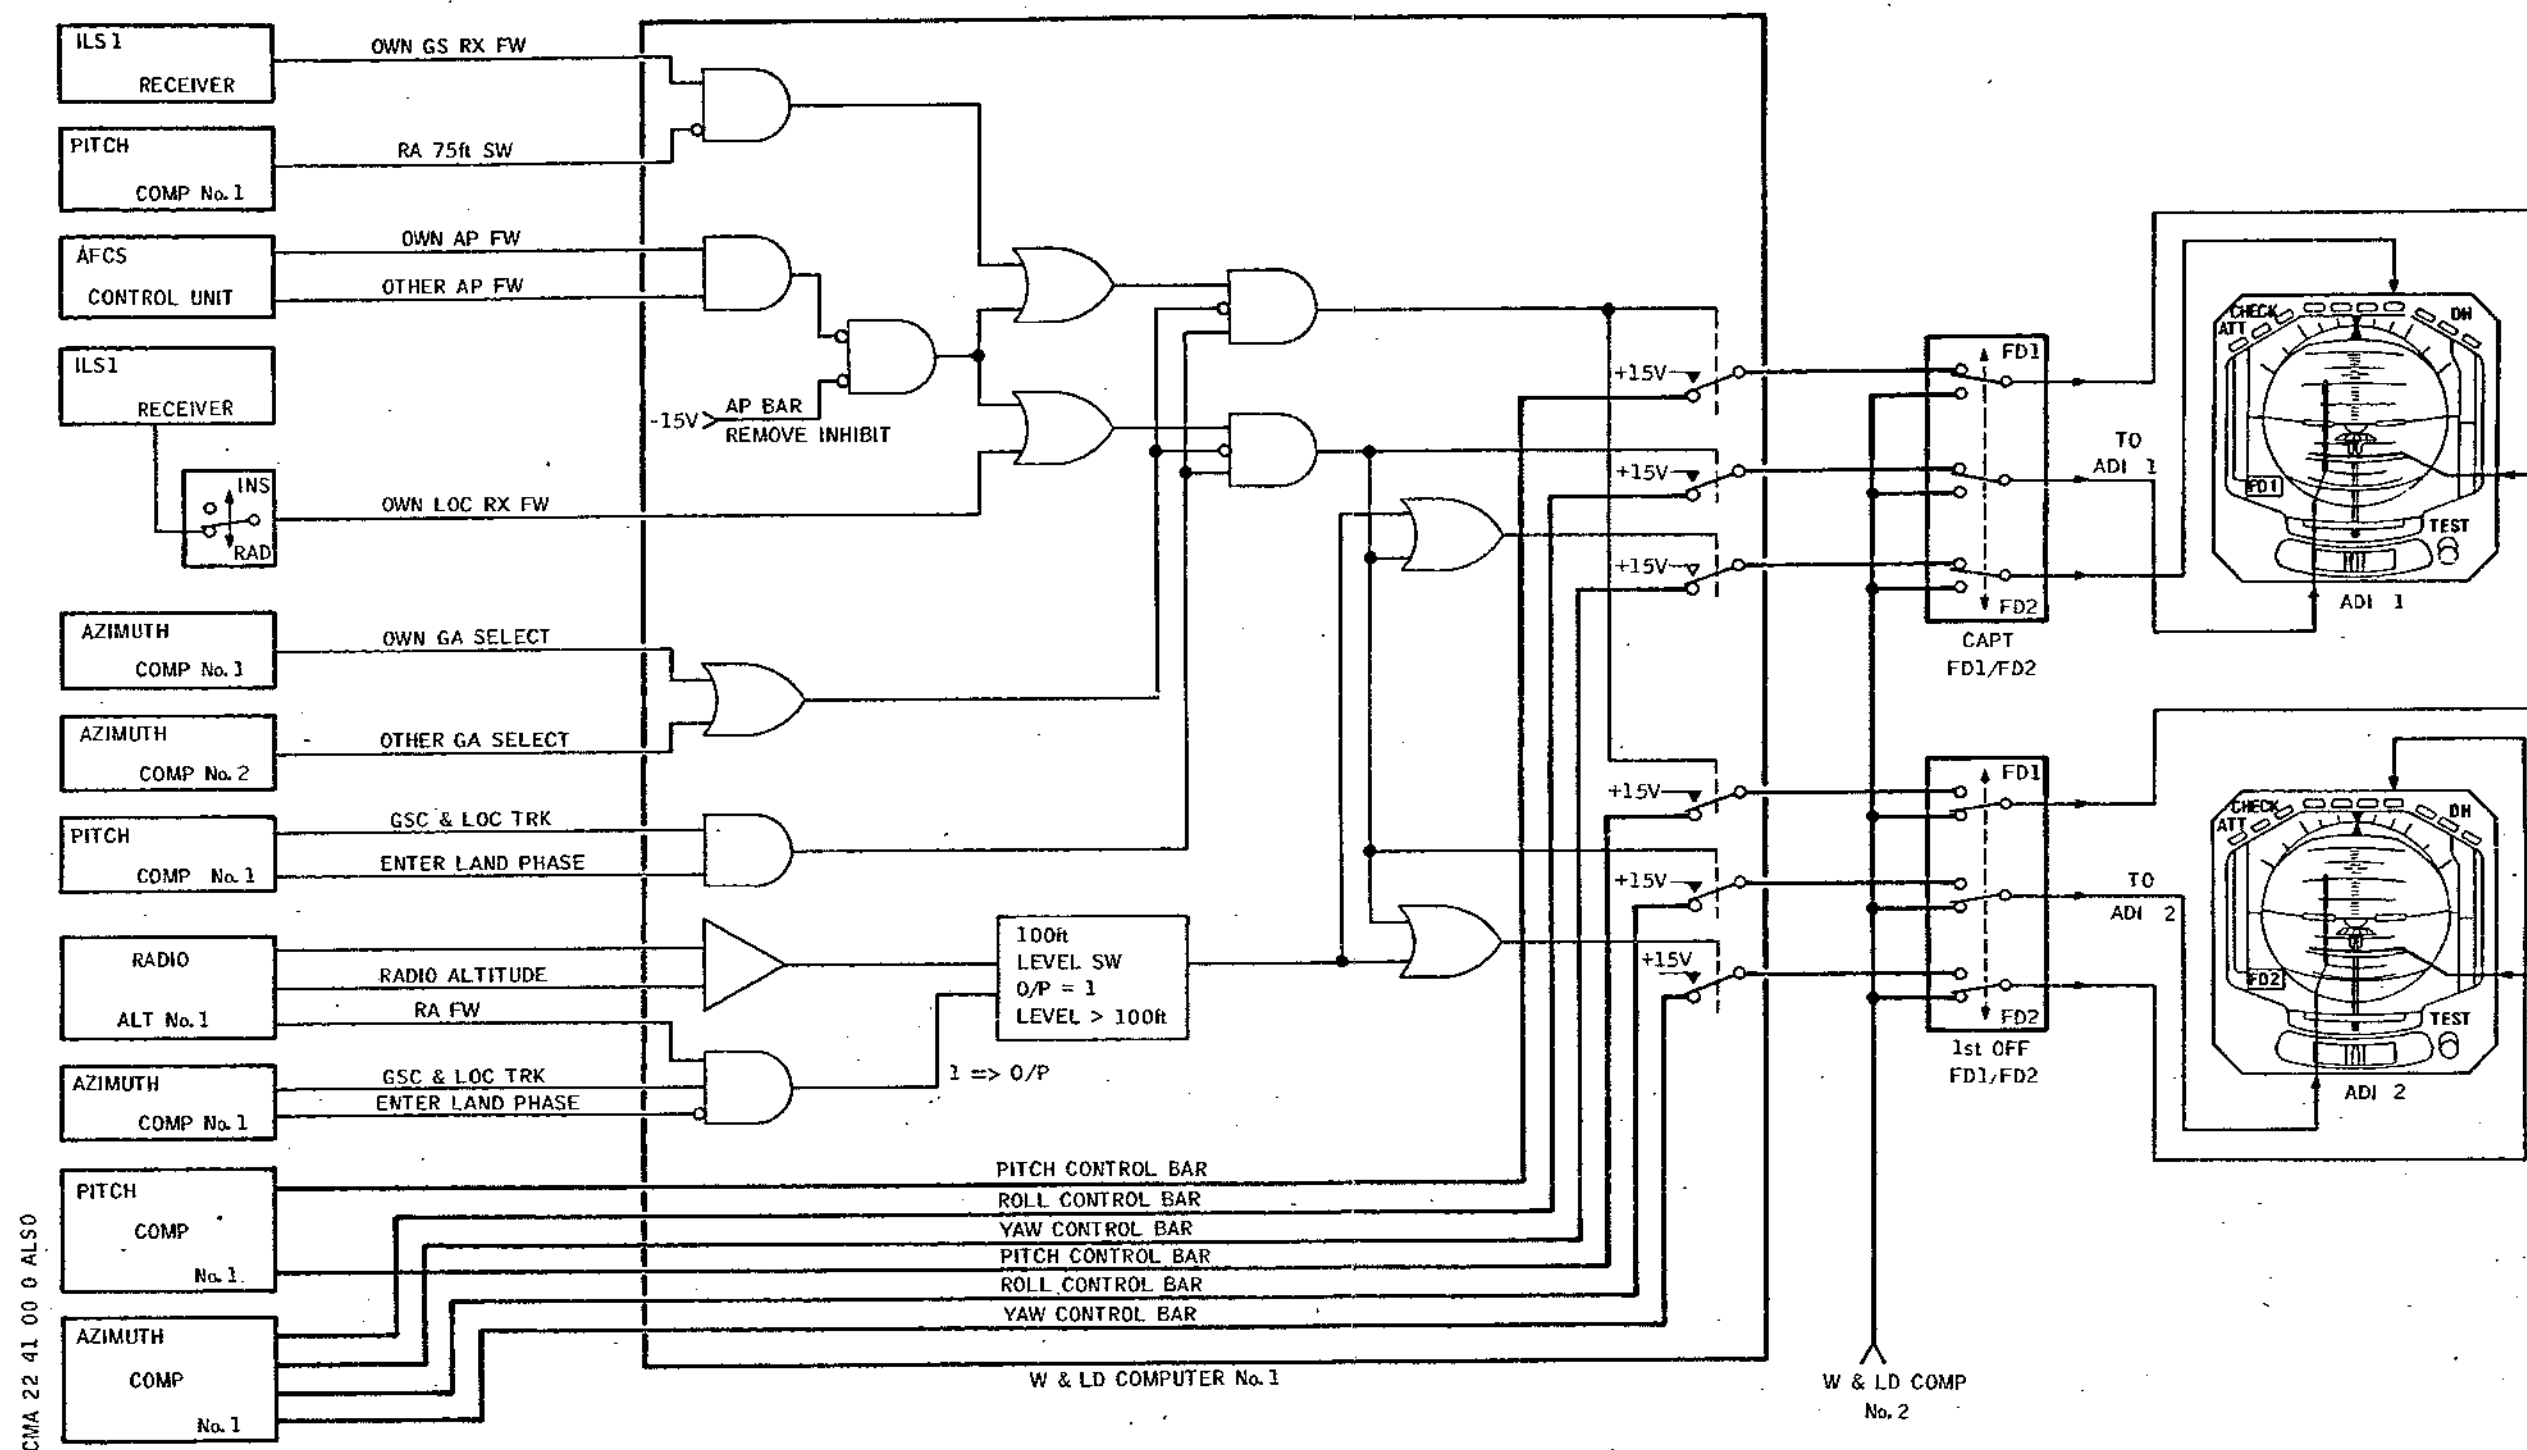 ILS 1
RECEIVER
OWN GS RX FW
PITCH
COMP No.1
RA 75ft SW
AFCS
CONTROL UNIT
OWN AP FW
OTHER AP FW
ILS1
RECEIVER
INS
RAD
OWN LOC RX FW
-15V
AP BAR
REMOVE INHIBIT
AZIMUTH
COMP No.1
OWN GA SELECT
AZIMUTH
COMP No.2
OTHER GA SELECT
PITCH
COMP No.1
GSC & LOC TRK
ENTER LAND PHASE
RADIO
ALT No.1
RADIO ALTITUDE
RA FW
100ft
LEVEL SW
O/P = 1
LEVEL > 100ft
AZIMUTH
COMP No.1
GSC & LOC TRK
ENTER LAND PHASE
1 => O/P
PITCH
COMP
No.1
AZIMUTH
COMP
No.1
PITCH CONTROL BAR
ROLL CONTROL BAR
YAW CONTROL BAR
PITCH CONTROL BAR
ROLL CONTROL BAR
YAW CONTROL BAR
W & LD COMPUTER No.1
+15V
+15V
+15V
+15V
+15V
+15V
FD1
FD2
CAPT
FD1/FD2
TO
ADI 1
CHECK
ATT
DH
FD1
TEST
ADI 1
FD1
FD2
1st OFF
FD1/FD2
TO
ADI 2
CHECK
ATT
DH
FD2
TEST
ADI 2
W & LD COMP
No.2
CMA 22 41 00 0 ALSO